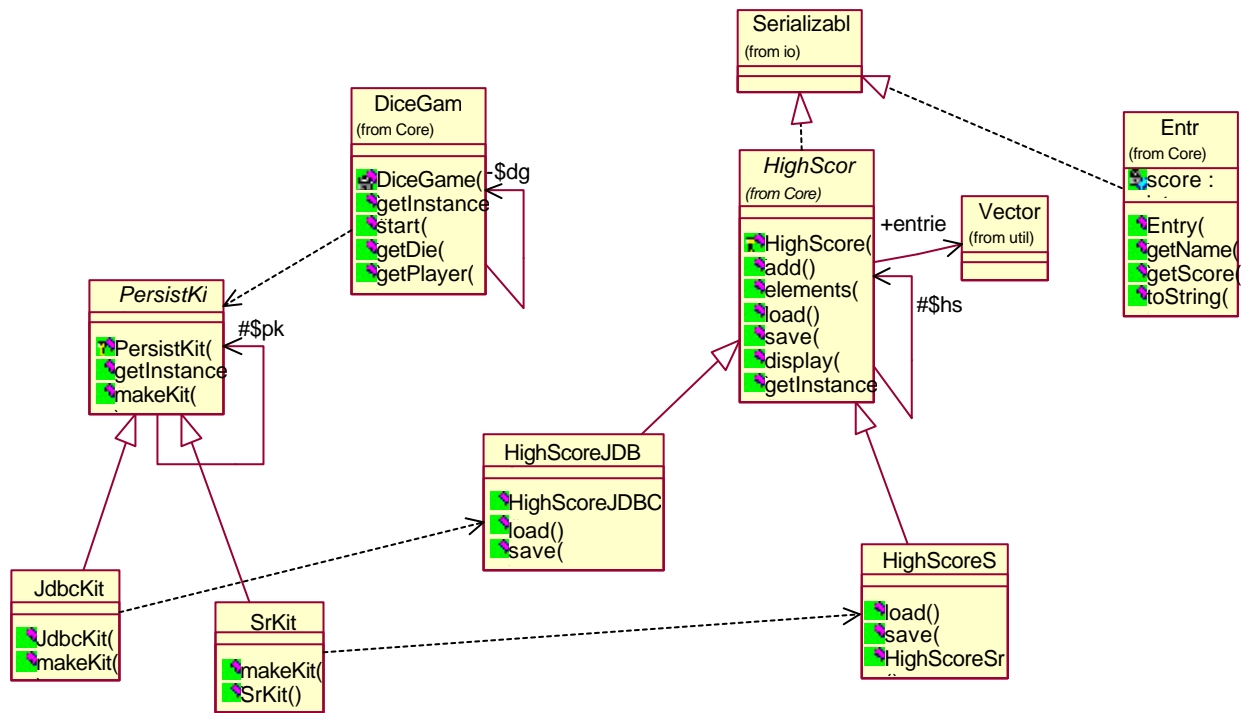 Serializabl
(from io)
DiceGam
(from Core)
DiceGame(
getInstance
start(
getDie(
getPlayer(
-$dg
HighScor
(from Core)
HighScore(
add()
elements(
load()
save(
display(
getInstance
+entrie
#$hs
Vector
(from util)
Entr
(from Core)
score :
Entry(
getName(
getScore(
toString(
PersistKi
PersistKit(
getInstance
makeKit(
#$pk
HighScoreJDB
HighScoreJDBC
load()
save(
HighScoreS
load()
save(
HighScoreSr
JdbcKit
JdbcKit(
makeKit(
SrKit
makeKit(
SrKit()